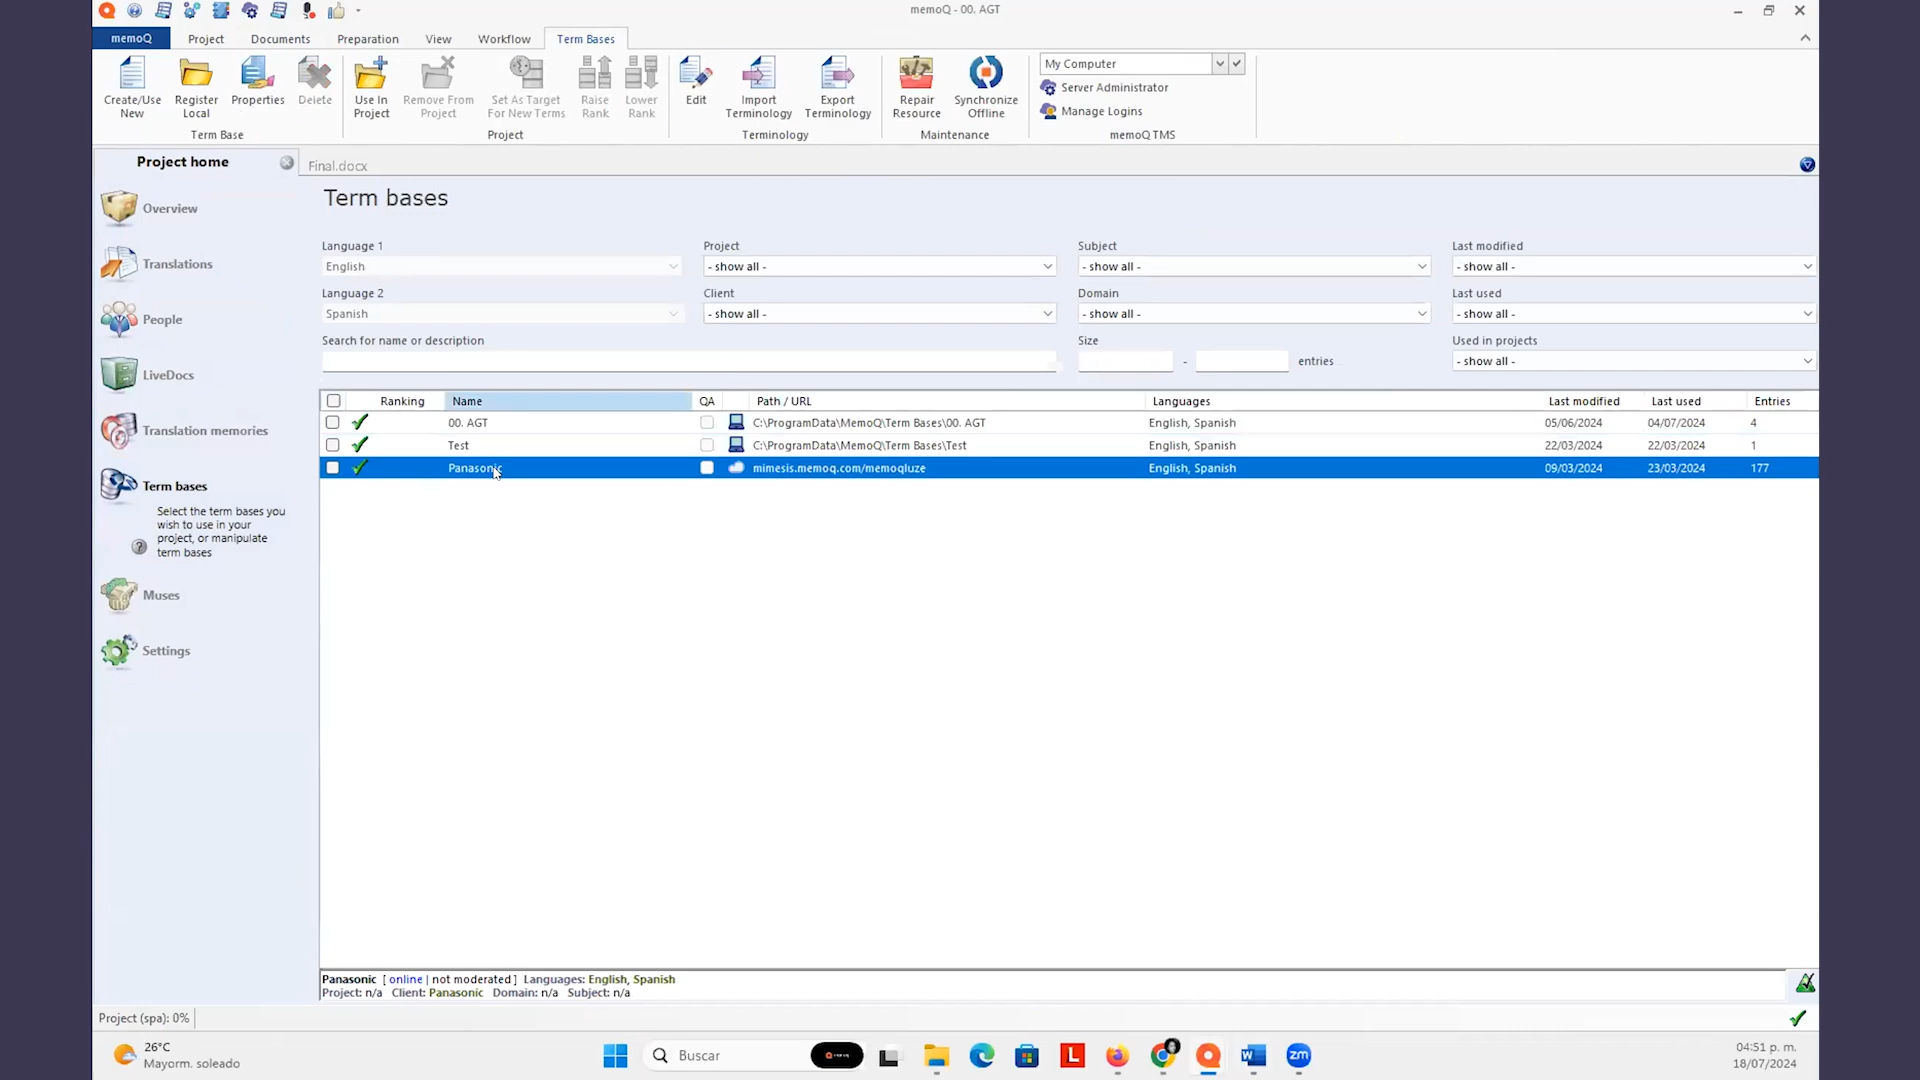 memoQ - 00. AGT
memoQ Project Documents Preparation View Workflow Term Bases
My Computer
Create/Use New
Register Local
Properties
Delete
Use In Project
Remove From Project
Set As Target For New Terms
Raise Rank
Lower Rank
Edit
Import Terminology
Export Terminology
Repair Resource
Synchronize Offline
Server Administrator
Manage Logins
Term Base Project Terminology Maintenance memoQ TMS
Project home
Final.docx
Overview
Translations
People
LiveDocs
Translation memories
Term bases
Select the term bases you
wish to use in your
project, or manipulate
term bases
Muses
Settings
Term bases
Language 1 Project Subject Last modified
English - show all - - show all - - show all -
Language 2 Client Domain Last used
Spanish - show all - - show all - - show all -
Search for name or description Size Used in projects
- entries - show all -
Ranking Name QA Path / URL Languages Last modified Last used Entries
00. AGT C:\ProgramData\MemoQ\Term Bases\00. AGT English, Spanish 05/06/2024 04/07/2024 4
Test C:\ProgramData\MemoQ\Term Bases\Test English, Spanish 22/03/2024 22/03/2024 1
Panasonic mimesis.memoq.com/memoqluze English, Spanish 09/03/2024 23/03/2024 177
Panasonic [ online | not moderated ] Languages: English, Spanish
Project: n/a Client: Panasonic Domain: n/a Subject: n/a
Project (spa): 0%
26°C
Mayorm. soleado
Buscar
L
W
zm
04:51 p. m.
18/07/2024